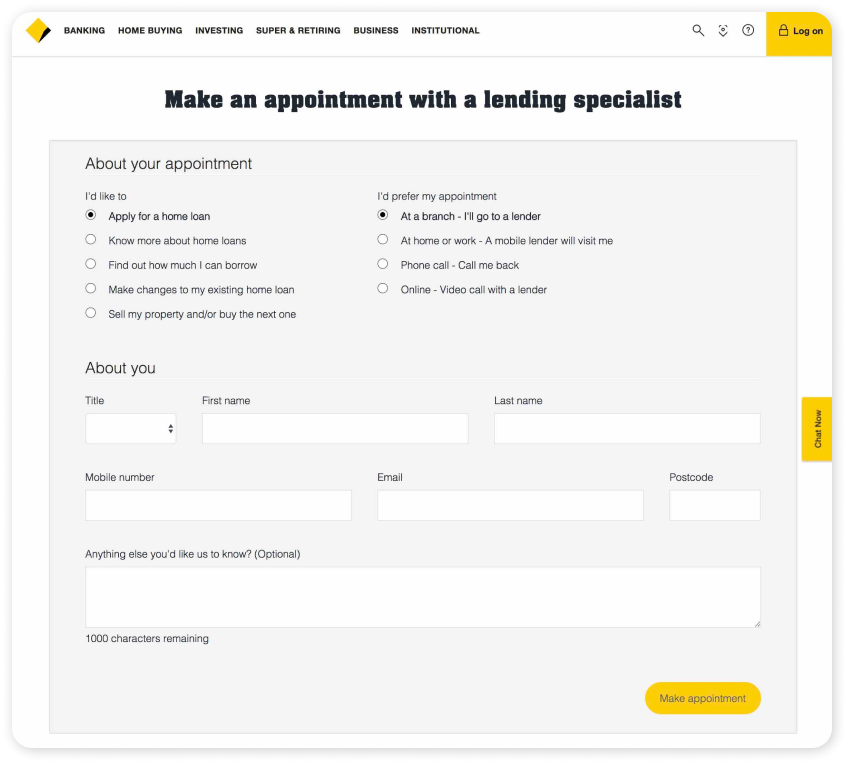 BANKING HOME BUYING INVESTING SUPER & RETIRING BUSINESS INSTITUTIONAL ? Log on
Make an appointment with a lending specialist
About your appointment
I'd like to
Apply for a home loan
Know more about home loans
Find out how much I can borrow
Make changes to my existing home loan
Sell my property and/or buy the next one
I'd prefer my appointment
At a branch - I'll go to a lender
At home or work - A mobile lender will visit me
Phone call - Call me back
Online - Video call with a lender
About you
Title First name Last name
Mobile number Email Postcode
Anything else you'd like us to know? (Optional)
1000 characters remaining
Make appointment
Chat Now